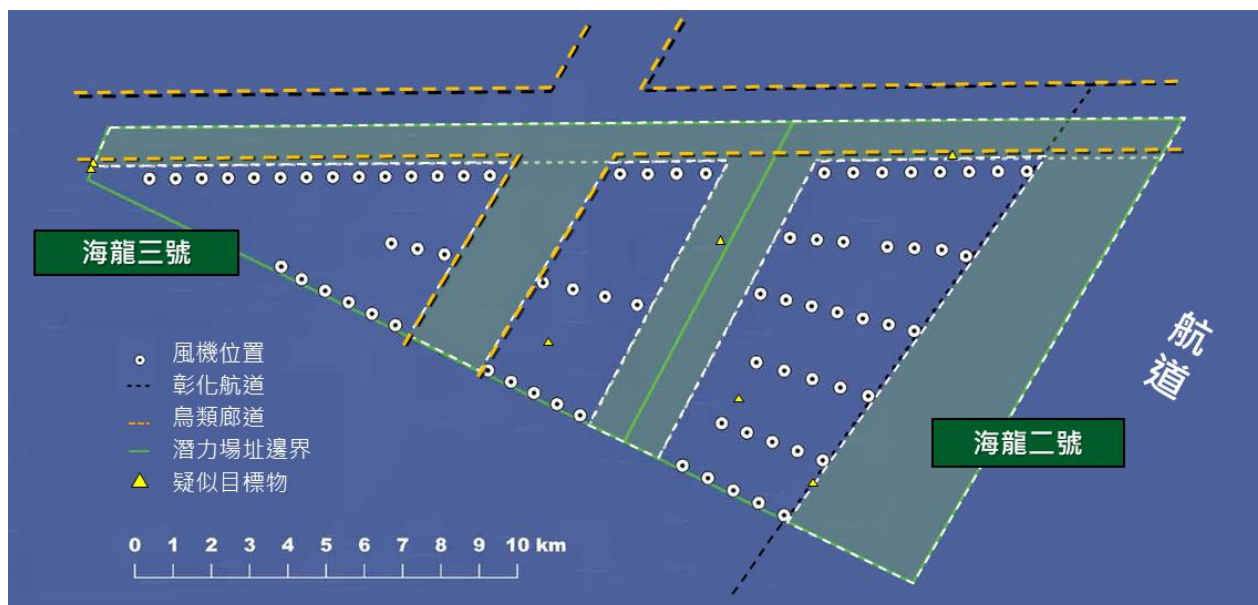 海龍三號
航道
風機位置
彰化航道
鳥類廊道
潛力場址邊界
疑似目標物
海龍二號
0 1 2 3 4 5 6 7 8 9 10 km